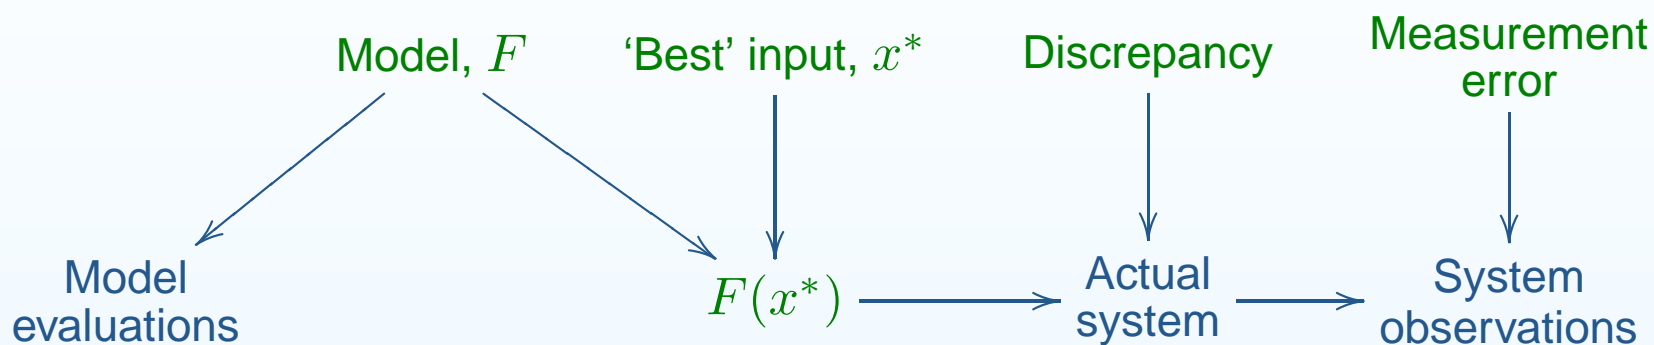 Model, F
‘Best’ input, x*
Discrepancy
Measurement
error
Model
evaluations
F(x*)
Actual
system
System
observations